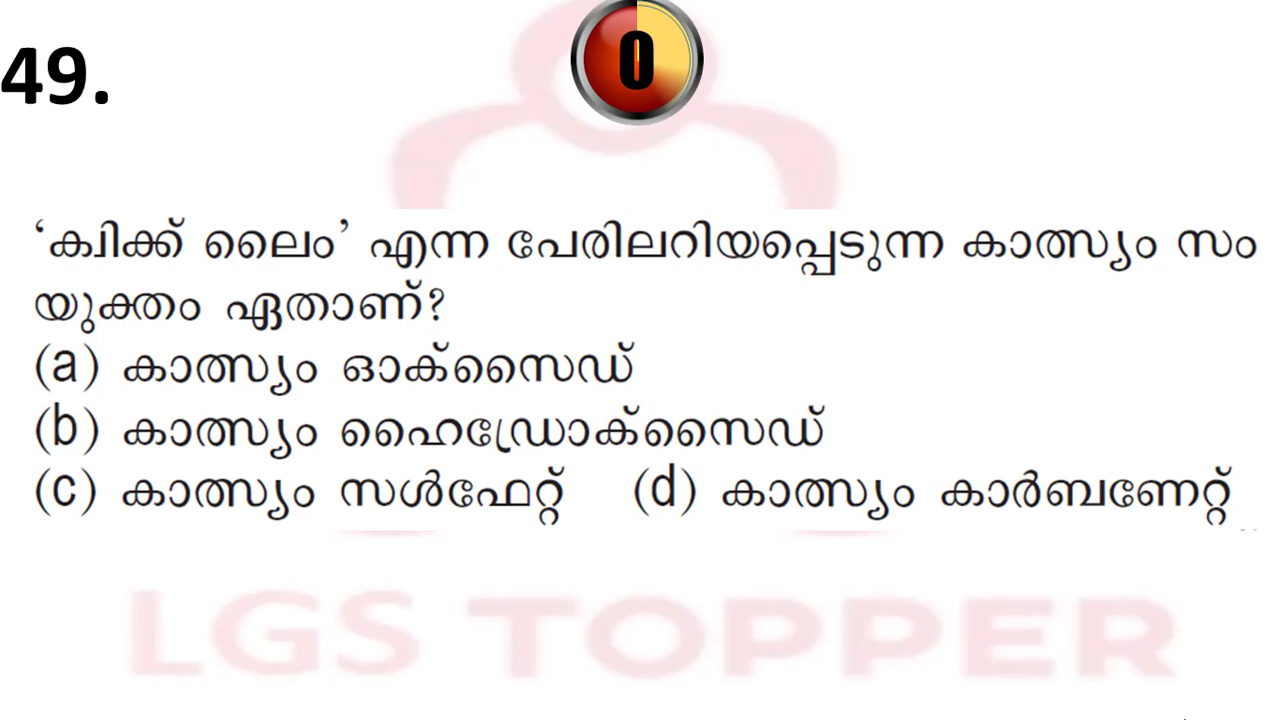 49.
0
‘ക്വിക്ക് ലൈം’ എന്ന പേരിലറിയപ്പെടുന്ന കാത്സ്യം സം
യുക്തം ഏതാണ്?
(a) കാത്സ്യം ഓക്സൈഡ്
(b) കാത്സ്യം ഹൈഡ്രോക്സൈഡ്
(c) കാത്സ്യം സൾഫേറ്റ് (d) കാത്സ്യം കാർബണേറ്റ്
LGS TOPPER